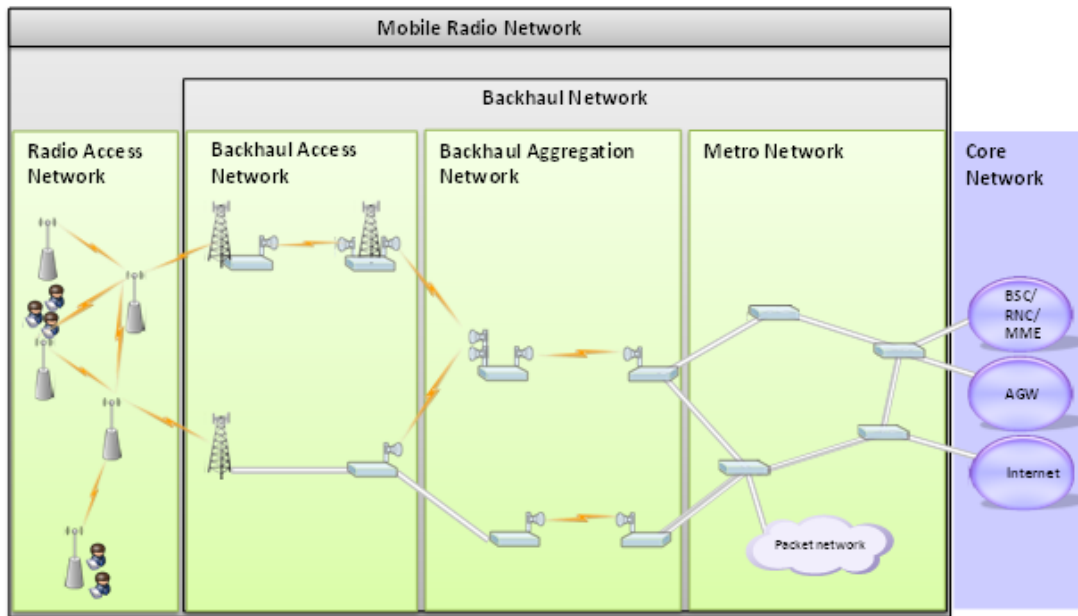 Mobile Radio Network
Backhaul Network
Radio Access
Network
Backhaul Access
Network
Backhaul Aggregation
Network
Metro Network
Core
Network
BSC/
RNC/
MME
AGW
Internet
Packet network